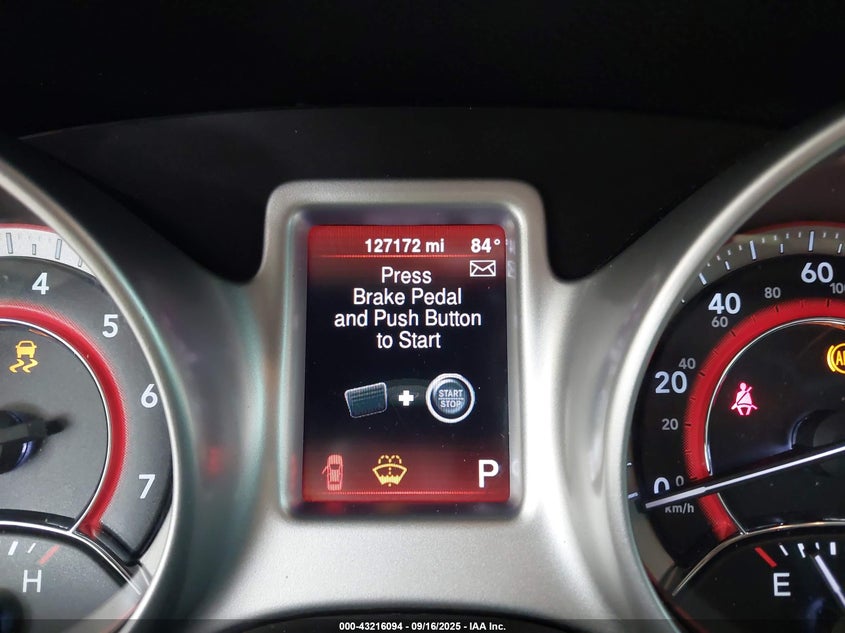 127172 mi 84°
Press
Brake Pedal
and Push Button
to Start
START
STOP
P
4
5
6
7
H
60
40
20
0
80
60
40
20
0
km/h
E
000-43216094 - 09/16/2025 - IAA Inc.